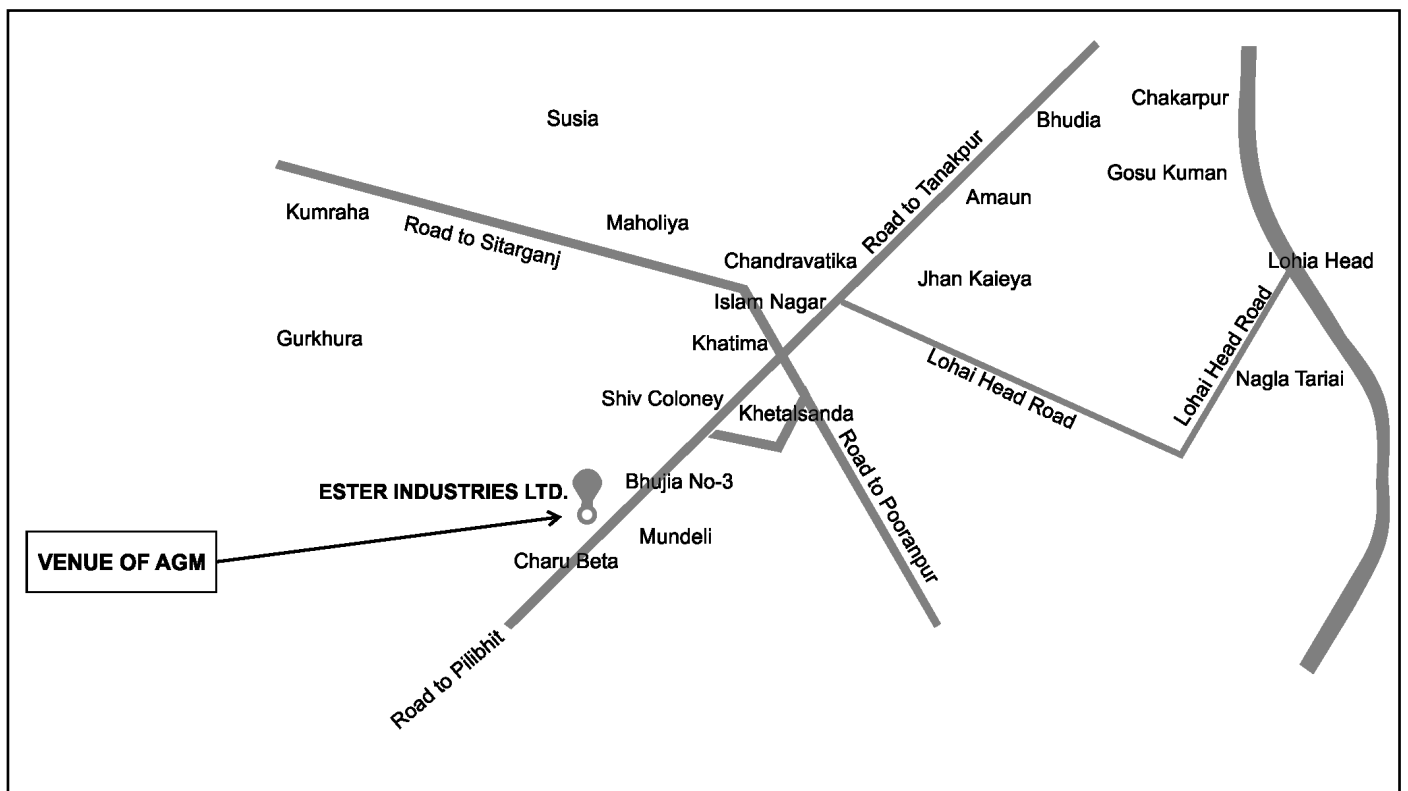 Chakarpur
Susia
Bhudia
Gosu Kuman
Road to Tanakpur
Amaun
Kumraha
Maholiya
Road to Sitarganj
Chandravatika
Lohia Head
Jhan Kaieya
Islam Nagar
Gurkhura
Khatima
Lohai Head Road
Lohai Head Road
Nagla Tariai
Shiv Coloney
Khetalsanda
Road to Pooranpur
Bhujia No-3
ESTER INDUSTRIES LTD.
Mundeli
VENUE OF AGM
Charu Beta
Road to Pilibhit